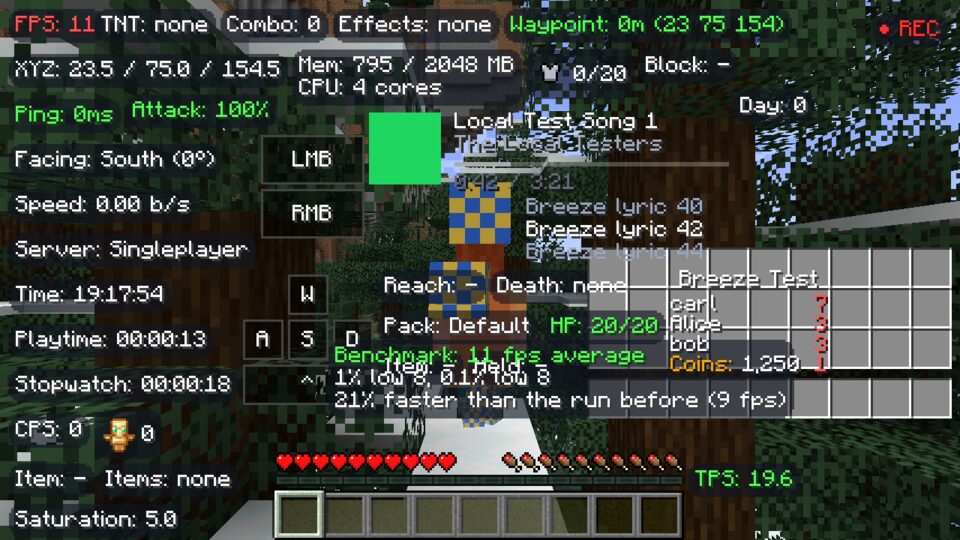 FPS: 11 TNT: none Combo: 0 Effects: none Waypoint: 0m (23 75 154)
REC
XYZ: 23.5 / 75.0 / 154.5
Mem: 795 / 2048 MB
CPU: 4 cores
0/20
Block: -
Ping: 0ms
Attack: 100%
Day: 0
Local Test Song 1
The Local Testers
0:42
3:21
Facing: South (0°)
LMB
Speed: 0.00 b/s
RMB
Breeze lyric 40
Breeze lyric 42
Breeze lyric 44
Server: Singleplayer
Time: 19:17:54
W
Reach: - Death: none
Breeze Test
carl 7
Alice 3
bob 3
Coins: 1,250 1
Playtime: 00:00:13
A S D
Pack: Default
HP: 20/20
Benchmark: 11 fps average
Item: - Held: -
1% low 8, 0.1% low 8
21% faster than the run before (9 fps)
Stopwatch: 00:00:18
CPS: 0
0
Item: - Items: none
TPS: 19.6
Saturation: 5.0